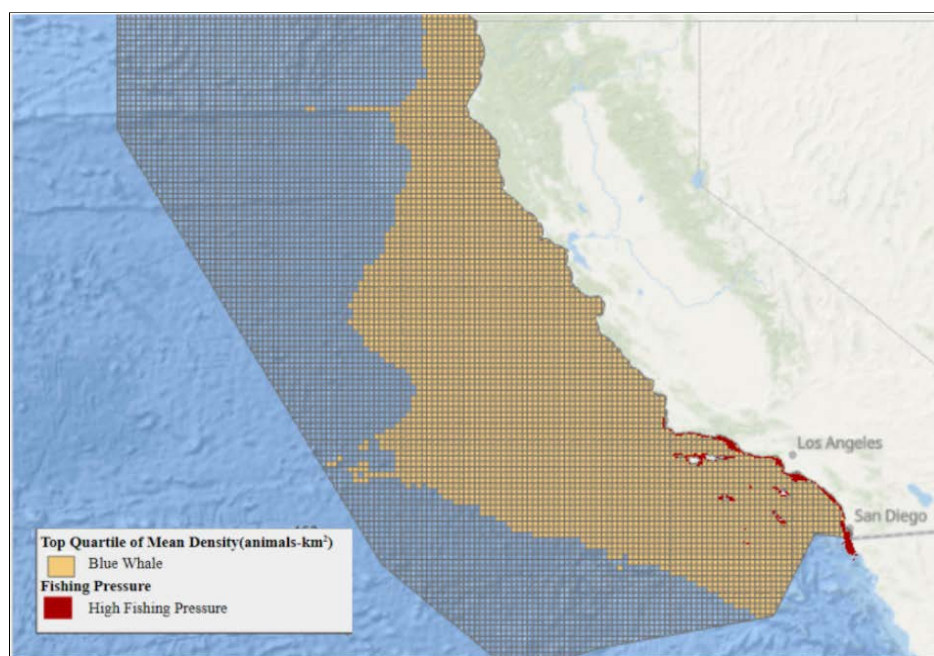 Los Angeles
San Diego
Top Quartile of Mean Density(animals-km²)
Blue Whale
Fishing Pressure
High Fishing Pressure